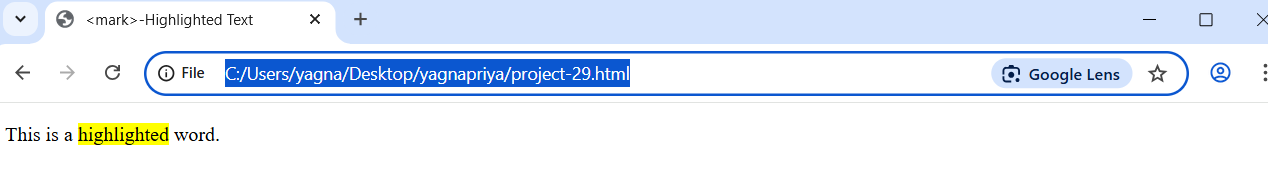 <mark>-Highlighted Text
File C:/Users/yagna/Desktop/yagnapriya/project-29.html Google Lens
This is a highlighted word.